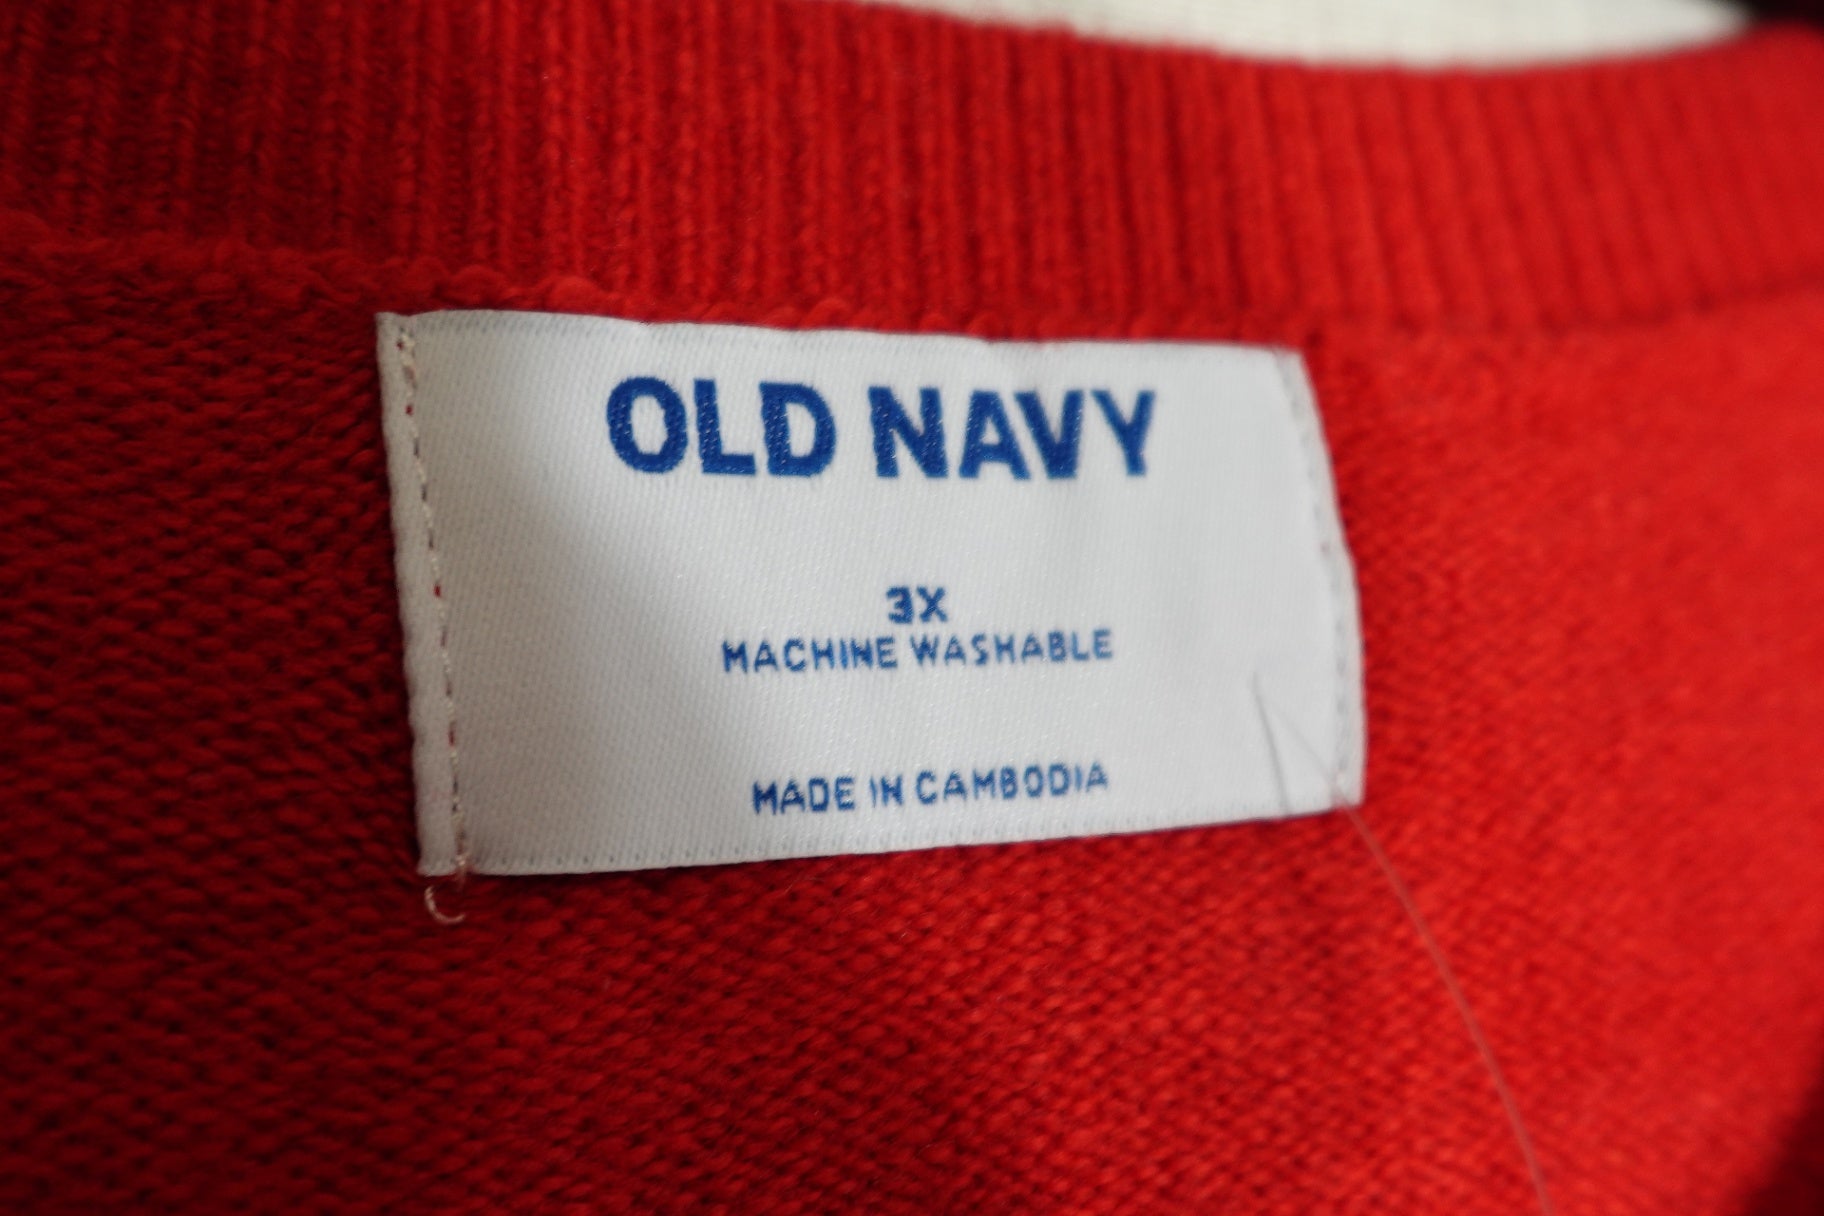 OLD NAVY
3X
MACHINE WASHABLE
MADE IN CAMBODIA